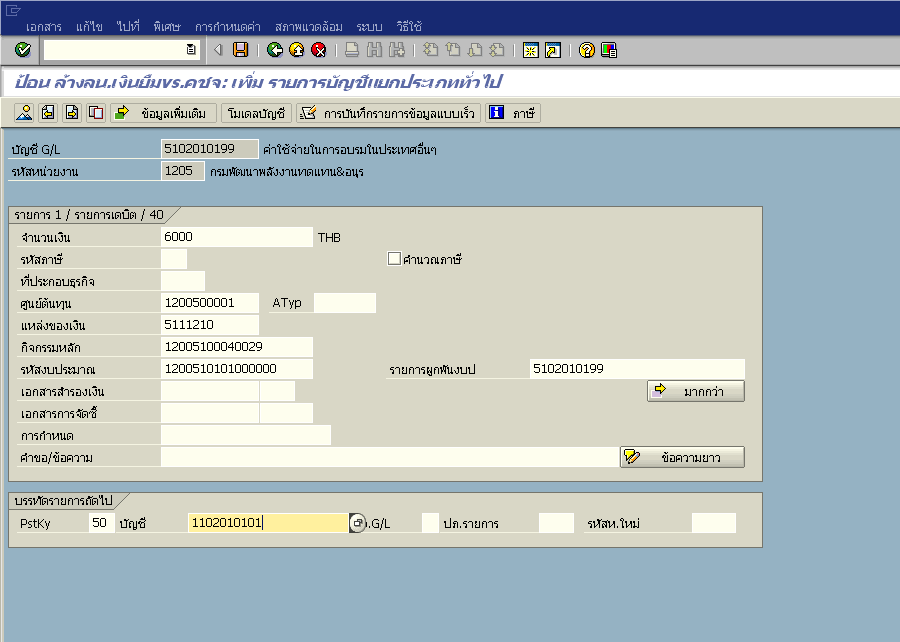 เอกสาร แก้ไข ไปที่ พิเศษ การกำหนดค่า สภาพแวดล้อม ระบบ วิธีใช้
ป้อน ล้างลน.เงินยืมขร.คชจ: เพิ่ม รายการบัญชีแยกประเภททั่วไป
ข้อมูลเพิ่มเติม โมเดลบัญชี การบันทึกรายการข้อมูลแบบเร็ว ภาษี
บัญชี G/L 5102010199 ค่าใช้จ่ายในการอบรมในประเทศอื่นๆ
รหัสหน่วยงาน 1205 กรมพัฒนาพลังงานทดแทน&อนุร
รายการ 1 / รายการเดบิต / 40
จำนวนเงิน 6000 THB
รหัสภาษี คำนวณภาษี
ที่ประกอบธุรกิจ
ศูนย์ต้นทุน 1200500001 ATyp
แหล่งของเงิน 5111210
กิจกรรมหลัก 12005100040029
รหัสงบประมาณ 1200510101000000 รายการผูกพันงบป 5102010199
เอกสารสำรองเงิน มากกว่า
เอกสารการจัดซื้
การกำหนด
คำขอ/ข้อความ ข้อความยาว
บรรทัดรายการถัดไป
PstKy 50 บัญชี 1102010101 .G/L ปภ.รายการ รหัสห.ใหม่